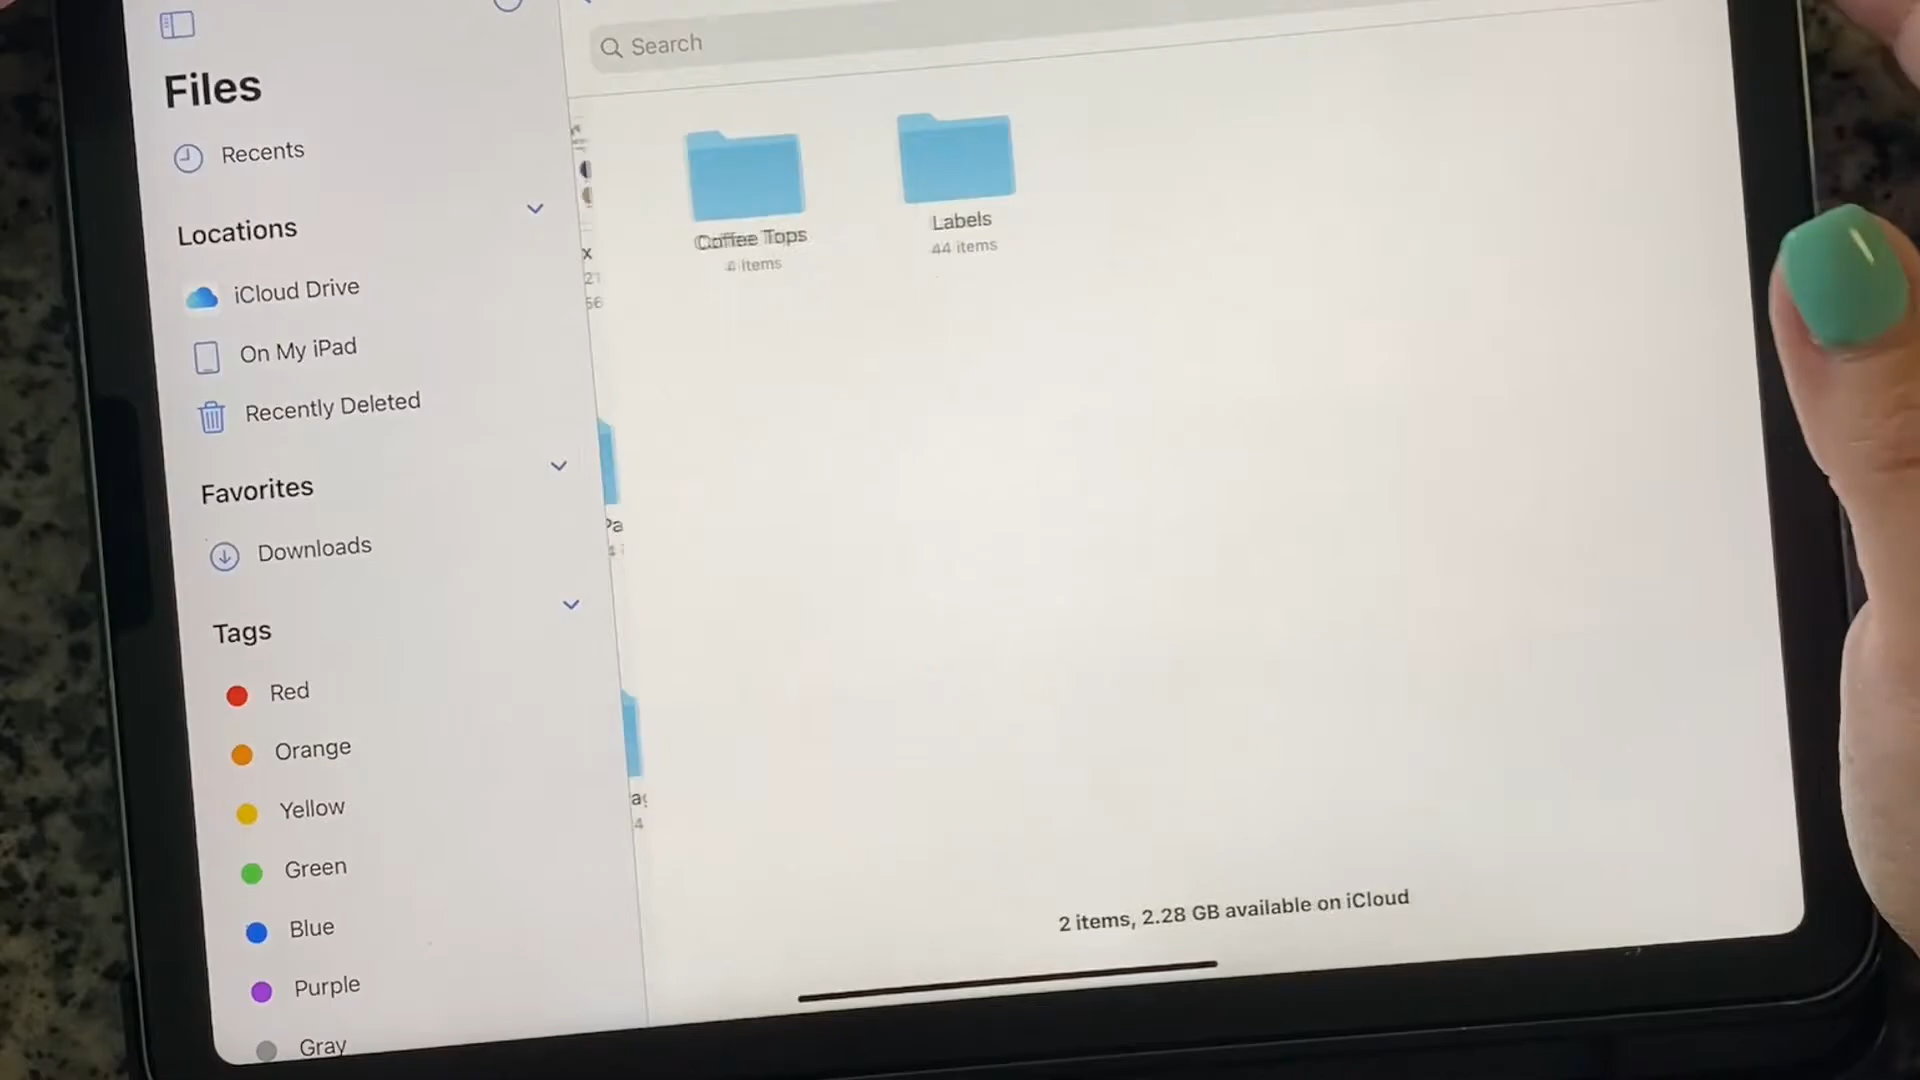 Files
Search
Recents
Locations
iCloud Drive
On My iPad
Recently Deleted
Favorites
Downloads
Tags
Red
Orange
Yellow
Green
Blue
Purple
Gray
Coffee Tops
items
Labels
44 items
2 items, 2.28 GB available on iCloud